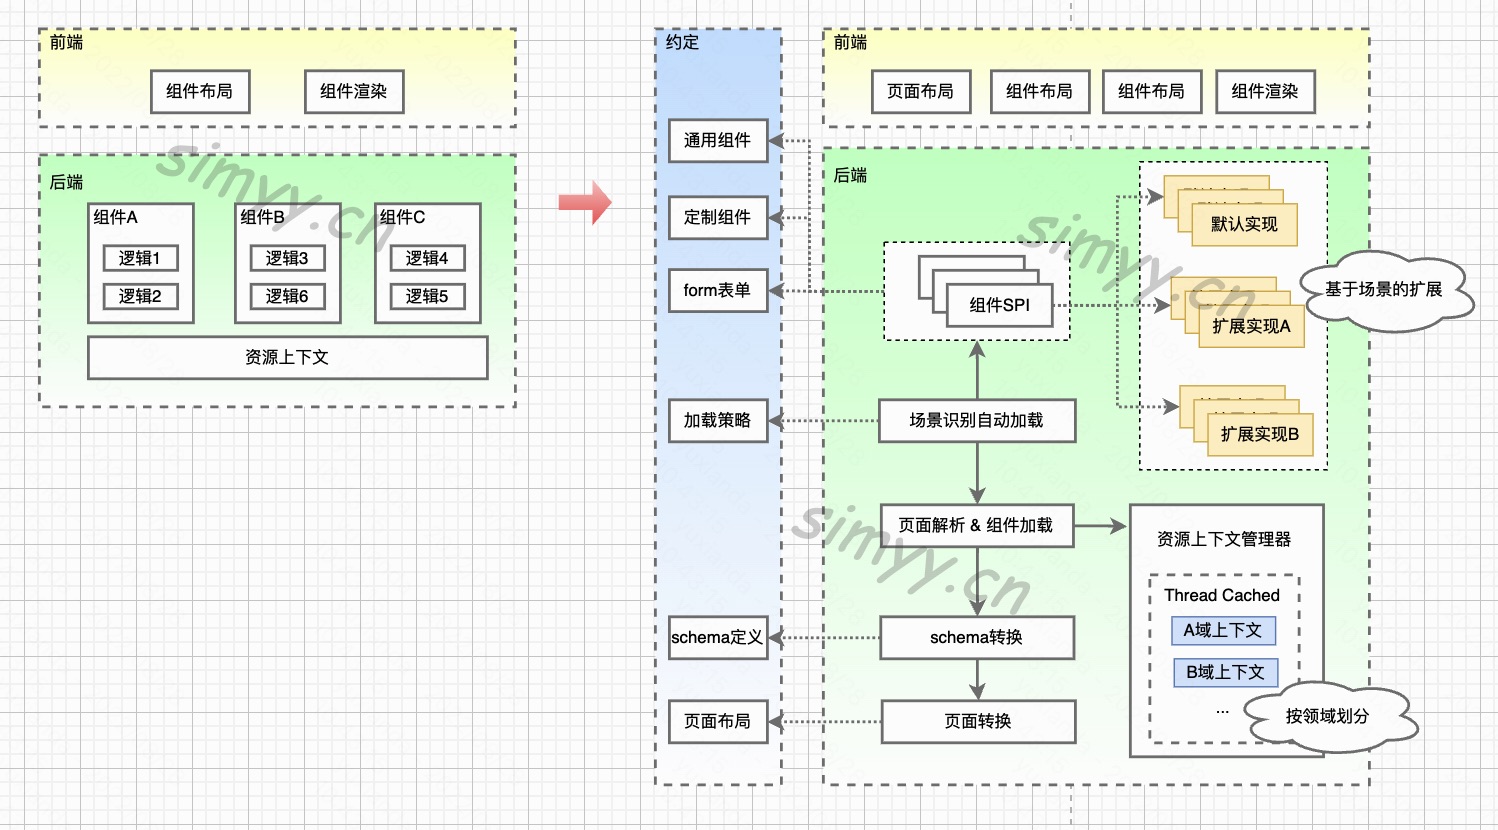 前端
组件布局
组件渲染
后端
组件A
逻辑1
逻辑2
组件B
逻辑3
逻辑6
组件C
逻辑4
逻辑5
资源上下文
simyy.cn
约定
通用组件
定制组件
form表单
加载策略
schema定义
页面布局
前端
页面布局
组件布局
组件布局
组件渲染
后端
组件SPI
默认实现
扩展实现A
扩展实现B
基于场景的扩展
simyy.cn
场景识别自动加载
页面解析 & 组件加载
schema转换
页面转换
simyy.cn
资源上下文管理器
Thread Cached
A域上下文
B域上下文
...
按领域划分